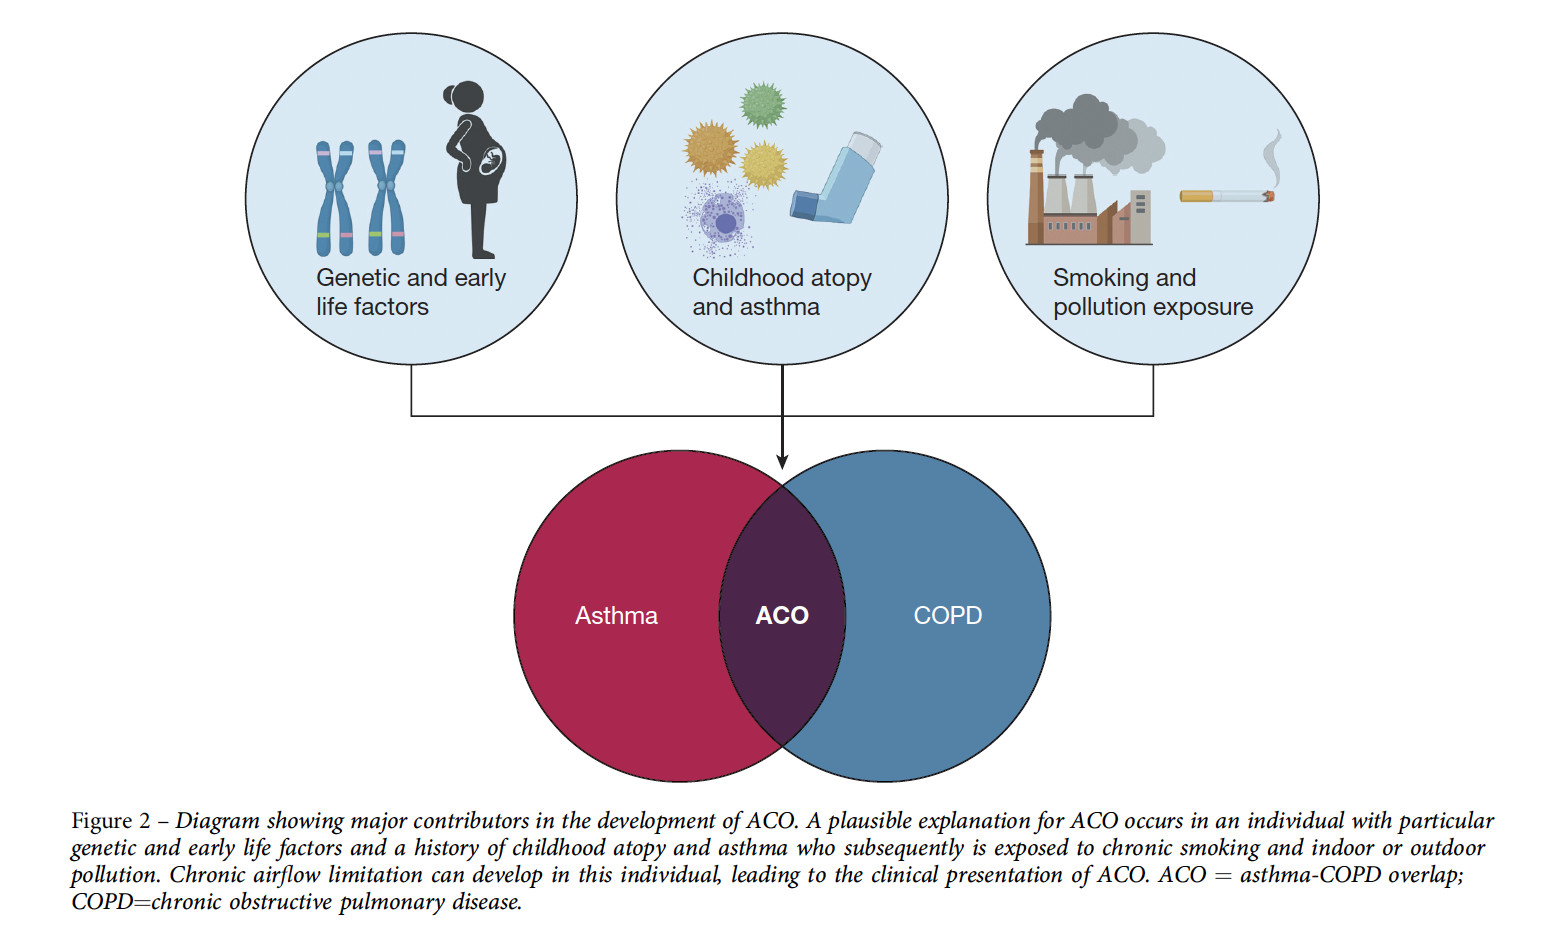 Genetic and early
life factors
Childhood atopy
and asthma
Smoking and
pollution exposure
Asthma
ACO
COPD
Figure 2 – Diagram showing major contributors in the development of ACO. A plausible explanation for ACO occurs in an individual with particular
genetic and early life factors and a history of childhood atopy and asthma who subsequently is exposed to chronic smoking and indoor or outdoor
pollution. Chronic airflow limitation can develop in this individual, leading to the clinical presentation of ACO. ACO = asthma-COPD overlap;
COPD=chronic obstructive pulmonary disease.